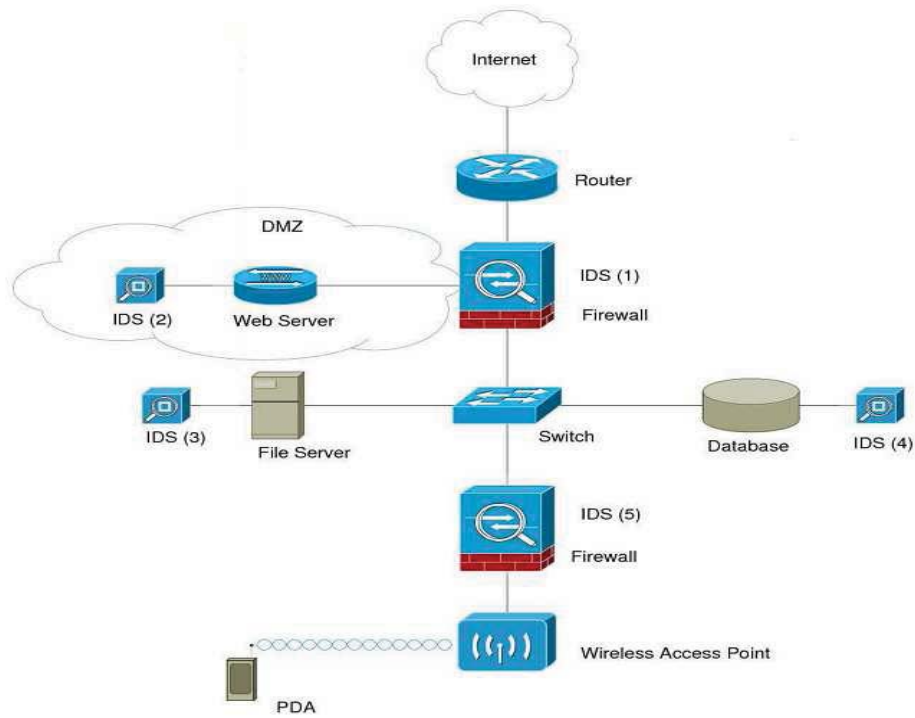 Internet
Router
DMZ
IDS (1)
Firewall
IDS (2)
Web Server
IDS (3)
File Server
Switch
Database
IDS (4)
IDS (5)
Firewall
Wireless Access Point
PDA